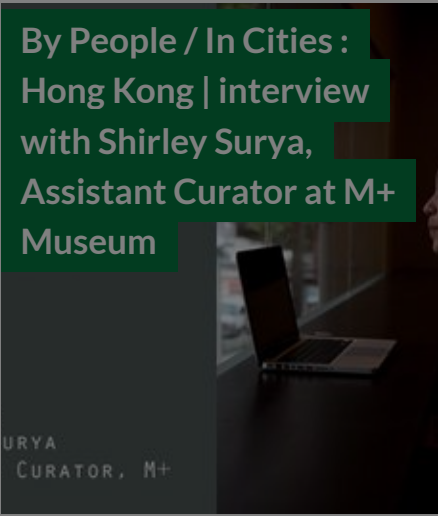 By People / In Cities :
Hong Kong | interview
with Shirley Surya,
Assistant Curator at M+
Museum
URYA
CURATOR, M+